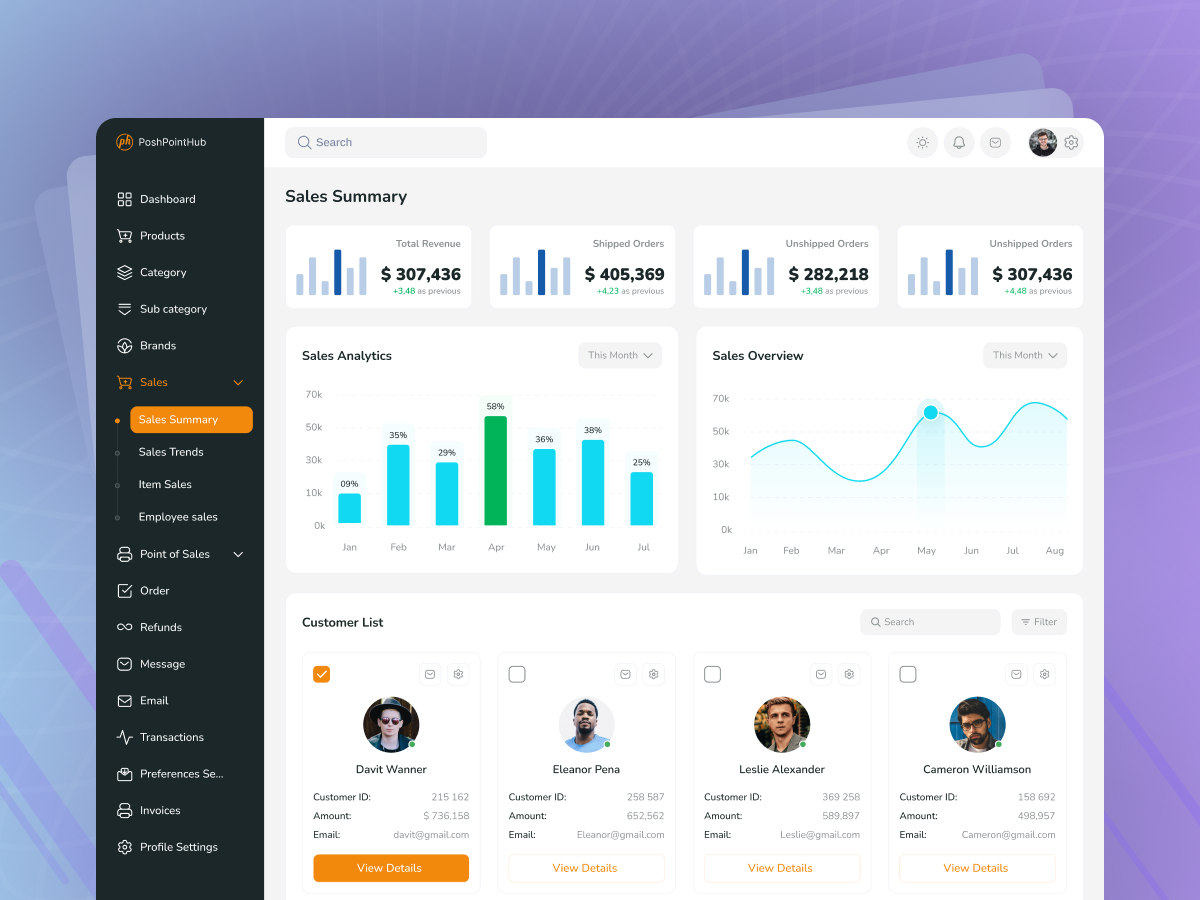 ph PoshPointHub
Search
Dashboard
Products
Category
Sub category
Brands
Sales
Sales Summary
Sales Trends
Item Sales
Employee sales
Point of Sales
Order
Refunds
Message
Email
Transactions
Preferences Se...
Invoices
Profile Settings
Sales Summary
Total Revenue
$ 307,436
+3,48 as previous
Shipped Orders
$ 405,369
+4,23 as previous
Unshipped Orders
$ 282,218
+3,48 as previous
Unshipped Orders
$ 307,436
+4,48 as previous
Sales Analytics
This Month
70k
50k
30k
10k
0k
09%
35%
29%
58%
36%
38%
25%
Jan Feb Mar Apr May Jun Jul
Sales Overview
This Month
70k
50k
30k
10k
0k
Jan Feb Mar Apr May Jun Jul Aug
Customer List
Search
Filter
Davit Wanner
Customer ID: 215 162
Amount: $ 736,158
Email: davit@gmail.com
View Details
Eleanor Pena
Customer ID: 258 587
Amount: 652,562
Email: Eleanor@gmail.com
View Details
Leslie Alexander
Customer ID: 369 258
Amount: 589,897
Email: Leslie@gmail.com
View Details
Cameron Williamson
Customer ID: 158 692
Amount: 498,957
Email: Cameron@gmail.com
View Details